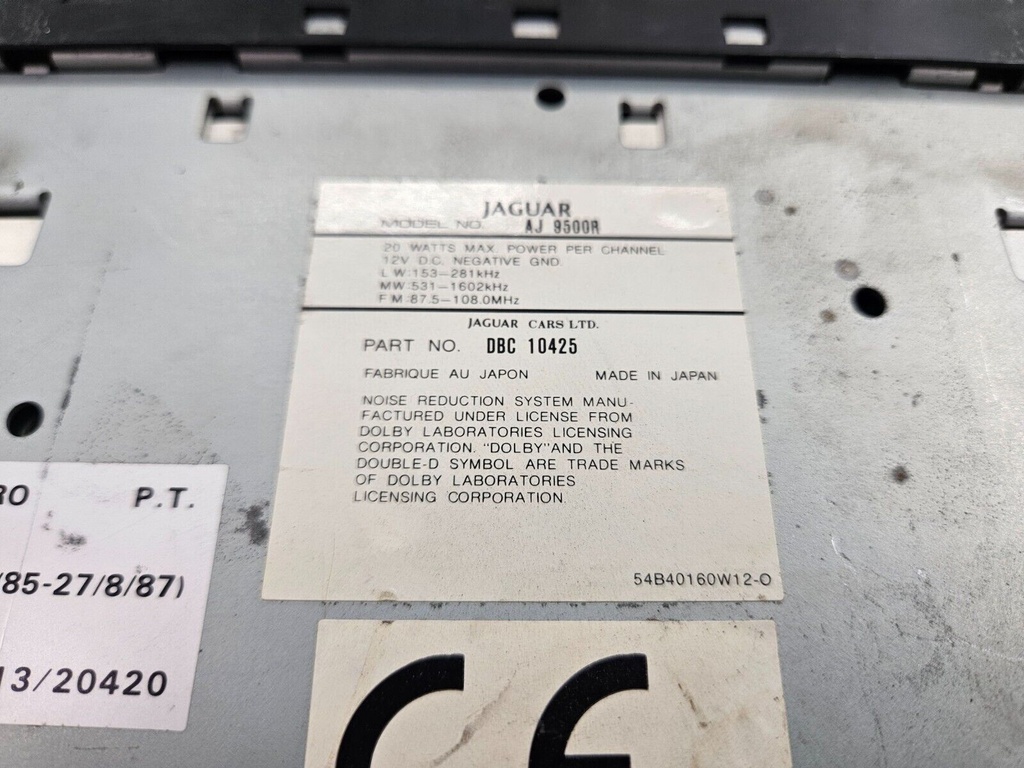 JAGUAR
MODEL NO. AJ 9500R
20 WATTS MAX. POWER PER CHANNEL
12V D.C. NEGATIVE GND.
LW:153-281kHz
MW:531-1602kHz
FM:87.5-108.0MHz
JAGUAR CARS LTD.
PART NO. DBC 10425
FABRIQUE AU JAPON MADE IN JAPAN
NOISE REDUCTION SYSTEM MANU-
FACTURED UNDER LICENSE FROM
DOLBY LABORATORIES LICENSING
CORPORATION. "DOLBY"AND THE
DOUBLE-D SYMBOL ARE TRADE MARKS
OF DOLBY LABORATORIES
LICENSING CORPORATION.
54B40160W12-O
RO P.T.
/85-27/8/87)
13/20420
CE